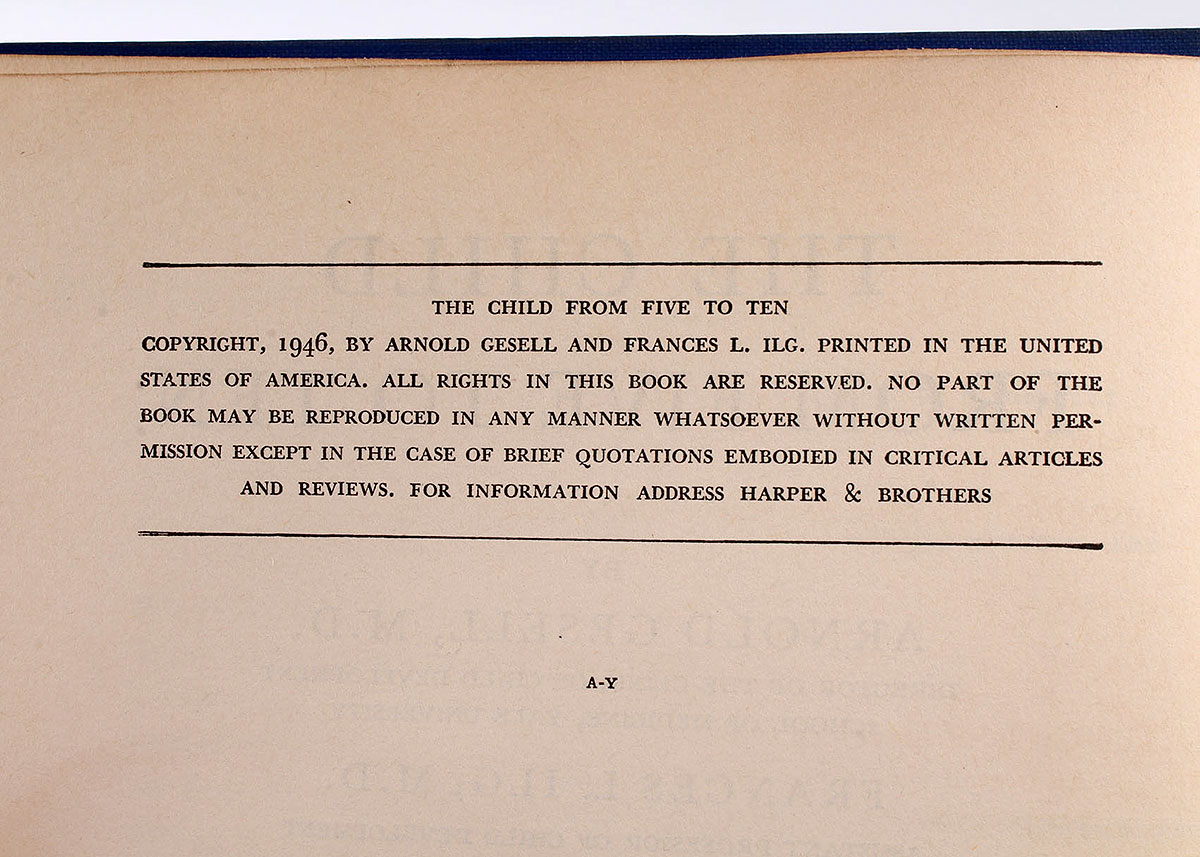 THE CHILD FROM FIVE TO TEN
COPYRIGHT, 1946, BY ARNOLD GESELL AND FRANCES L. ILG. PRINTED IN THE UNITED
STATES OF AMERICA. ALL RIGHTS IN THIS BOOK ARE RESERVED. NO PART OF THE
BOOK MAY BE REPRODUCED IN ANY MANNER WHATSOEVER WITHOUT WRITTEN PER-
MISSION EXCEPT IN THE CASE OF BRIEF QUOTATIONS EMBODIED IN CRITICAL ARTICLES
AND REVIEWS. FOR INFORMATION ADDRESS HARPER & BROTHERS
A-Y